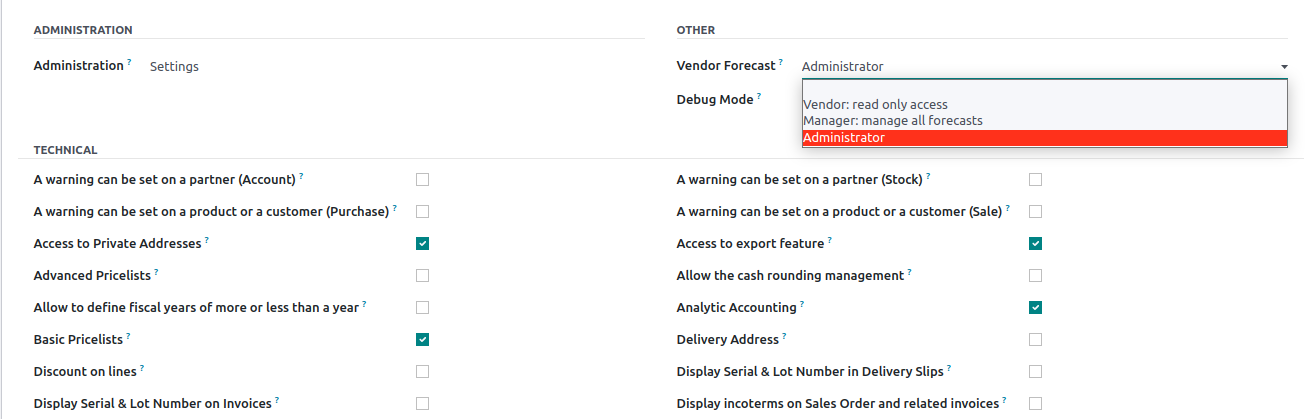 ADMINISTRATION
Administration ? Settings
OTHER
Vendor Forecast ? Administrator
Vendor: read only access
Manager: manage all forecasts
Administrator
Debug Mode ?
TECHNICAL
A warning can be set on a partner (Account) ?
A warning can be set on a partner (Stock) ?
A warning can be set on a product or a customer (Purchase) ?
A warning can be set on a product or a customer (Sale) ?
Access to Private Addresses ?
Access to export feature ?
Advanced Pricelists ?
Allow the cash rounding management ?
Allow to define fiscal years of more or less than a year ?
Analytic Accounting ?
Basic Pricelists ?
Delivery Address ?
Discount on lines ?
Display Serial & Lot Number in Delivery Slips ?
Display Serial & Lot Number on Invoices ?
Display incoterms on Sales Order and related invoices ?